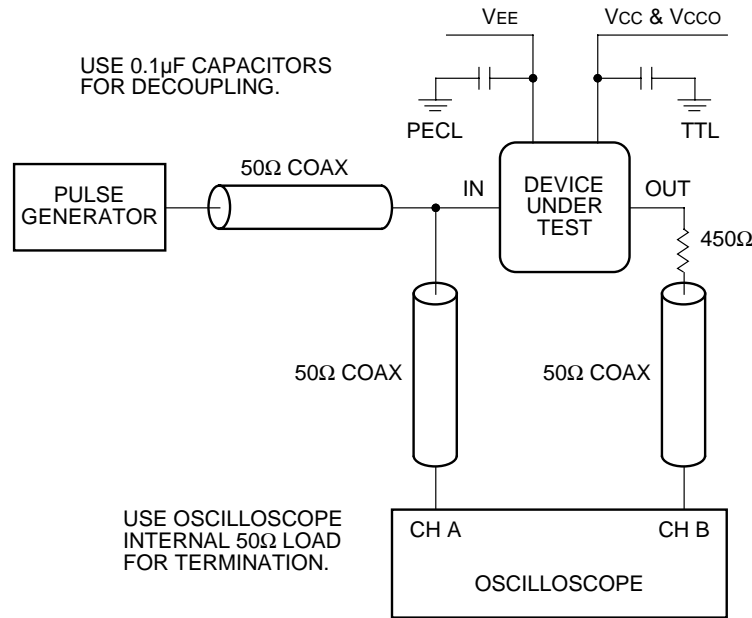 VEE
VCC & VCCO
USE 0.1µF CAPACITORS
FOR DECOUPLING.
PECL
TTL
50Ω COAX
PULSE
GENERATOR
IN
DEVICE
UNDER
TEST
OUT
450Ω
50Ω COAX
50Ω COAX
USE OSCILLOSCOPE
INTERNAL 50Ω LOAD
FOR TERMINATION.
CH A
CH B
OSCILLOSCOPE